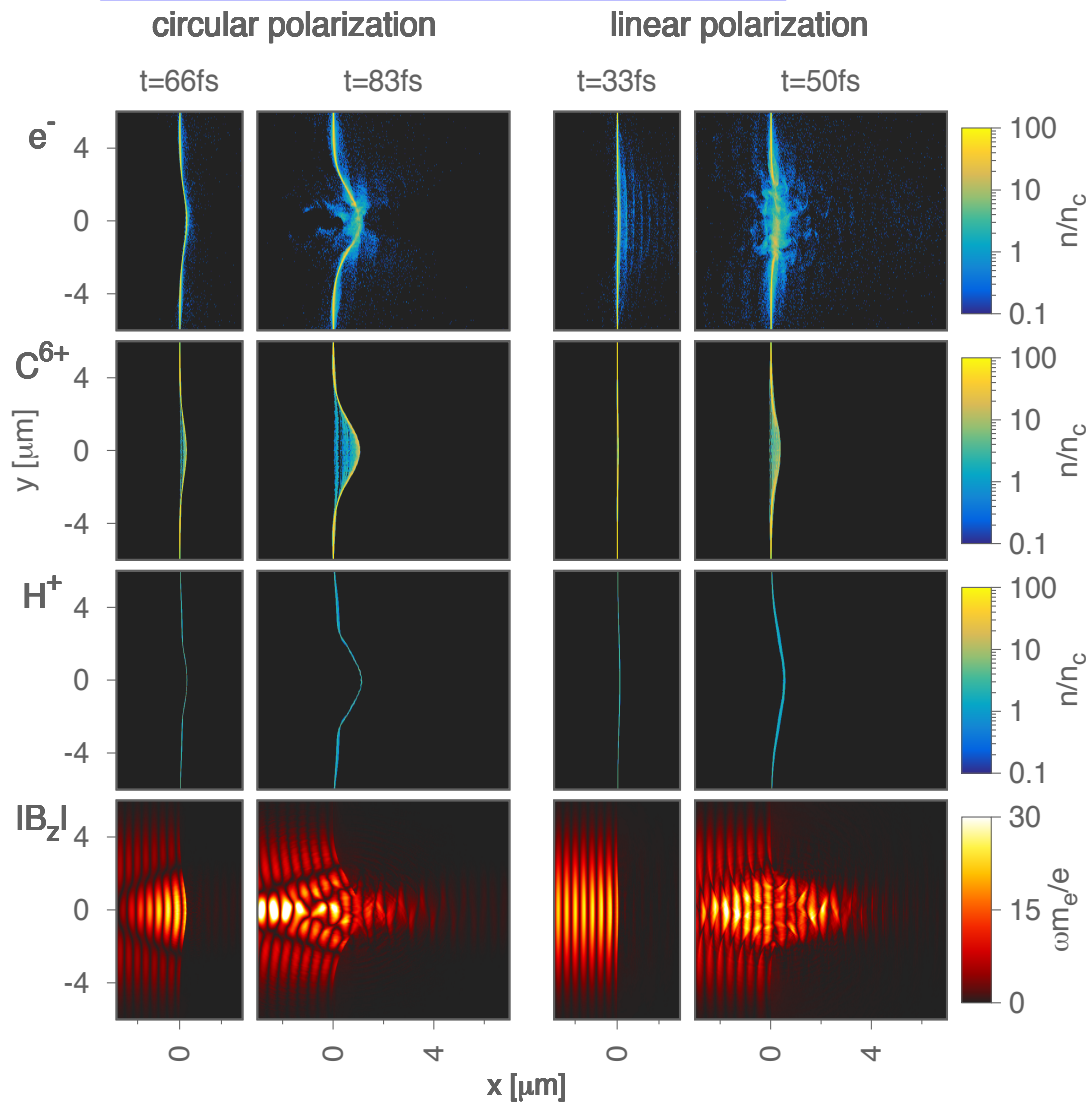 circular polarization linear polarization
t=66fs t=83fs t=33fs t=50fs
e-
4
0
-4
100
10
1
0.1
n/nc
C6+
4
0
-4
100
10
1
0.1
n/nc
y [μm]
H+
4
0
-4
100
10
1
0.1
n/nc
|Bz|
4
0
-4
30
15
0
ωme/e
0 0 4 0 0 4
x [μm]